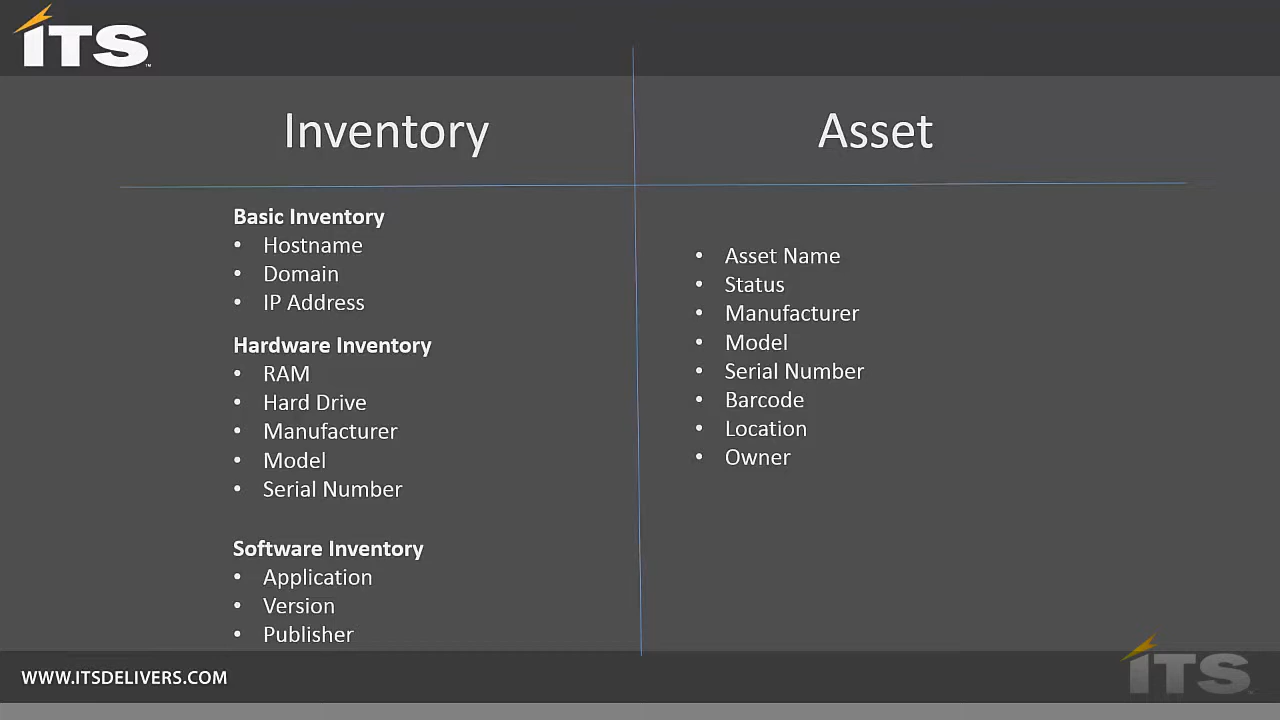 iTS
Inventory
Asset
Basic Inventory
• Hostname
• Domain
• IP Address
Hardware Inventory
• RAM
• Hard Drive
• Manufacturer
• Model
• Serial Number
Software Inventory
• Application
• Version
• Publisher
• Asset Name
• Status
• Manufacturer
• Model
• Serial Number
• Barcode
• Location
• Owner
WWW.ITSDELIVERS.COM
iTS